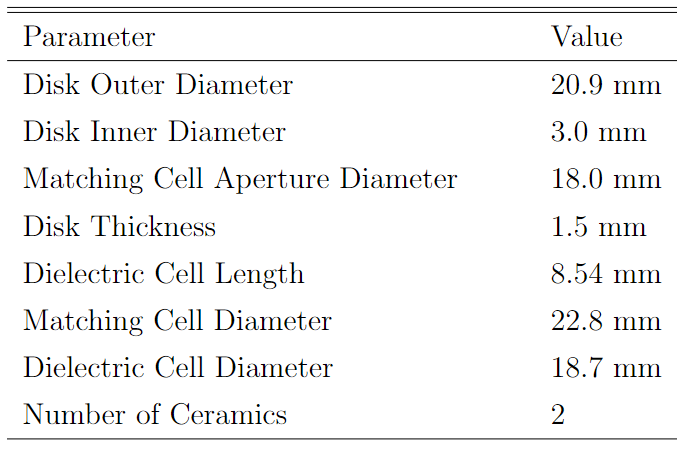 Parameter Value
Disk Outer Diameter 20.9 mm
Disk Inner Diameter 3.0 mm
Matching Cell Aperture Diameter 18.0 mm
Disk Thickness 1.5 mm
Dielectric Cell Length 8.54 mm
Matching Cell Diameter 22.8 mm
Dielectric Cell Diameter 18.7 mm
Number of Ceramics 2